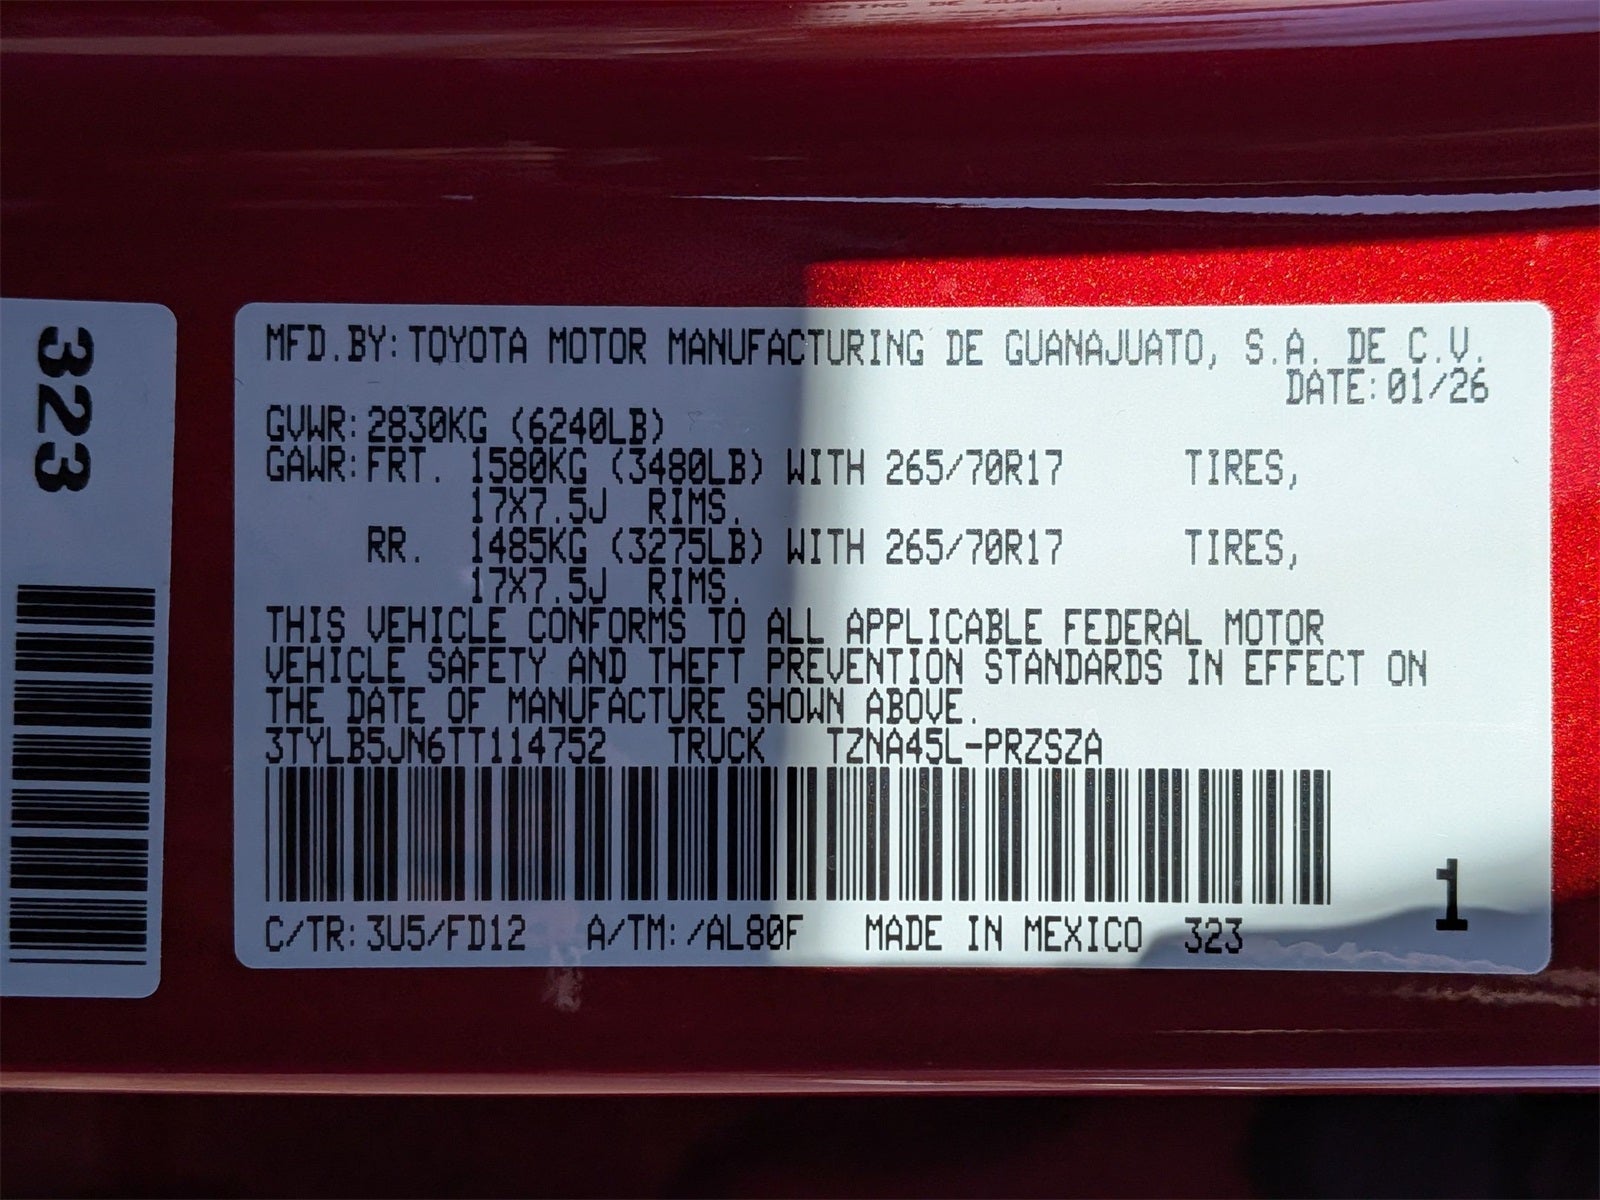 323
MFD.BY:TOYOTA MOTOR MANUFACTURING DE GUANAJUATO, S.A. DE C.V.
DATE:01/26
GVWR:2830KG (6240LB)
GAWR:FRT. 1580KG (3480LB) WITH 265/70R17 TIRES,
17X7.5J RIMS.
RR. 1485KG (3275LB) WITH 265/70R17 TIRES,
17X7.5J RIMS.
THIS VEHICLE CONFORMS TO ALL APPLICABLE FEDERAL MOTOR
VEHICLE SAFETY AND THEFT PREVENTION STANDARDS IN EFFECT ON
THE DATE OF MANUFACTURE SHOWN ABOVE.
3TYLB5JN6TT114752 TRUCK TZNA45L-PRZSZA
1
C/TR:3U5/FD12 A/TM:/AL80F MADE IN MEXICO 323